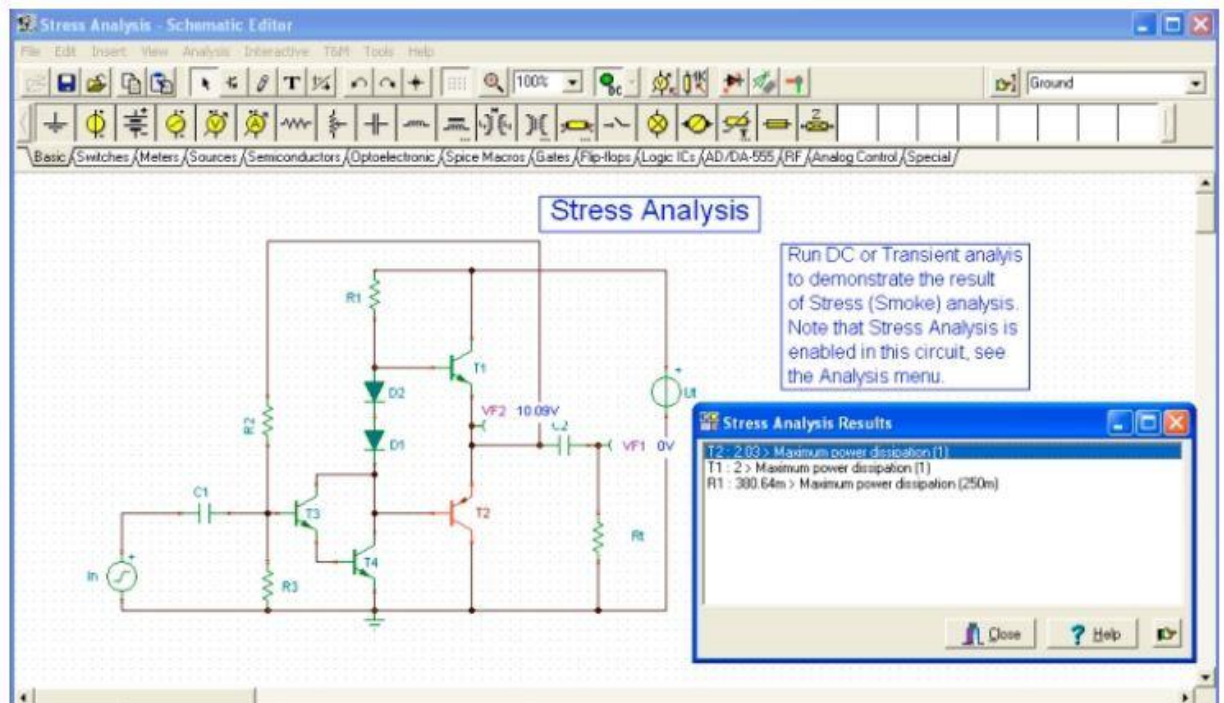 Stress Analysis - Schematic Editor
File Edit Insert View Analysis Interactive T&M Tools Help
100%
DC
Ground
Basic Switches Meters Sources Semiconductors Optoelectronic Spice Macros Gates Flip-flops Logic ICs AD/DA-555 RF Analog Control Special
Stress Analysis
Run DC or Transient analyis
to demonstrate the result
of Stress (Smoke) analysis.
Note that Stress Analysis is
enabled in this circuit, see
the Analysis menu.
R1
T1
D2
+
Ut
R2
VF2 10.09V
C2
D1
VF1 0V
C1
T3
T2
Rt
+
In
T4
R3
Stress Analysis Results
T2 : 2.03 > Maximum power dissipation (1)
T1 : 2 > Maximum power dissipation (1)
R1 : 380.64m > Maximum power dissipation (250m)
Close
? Help